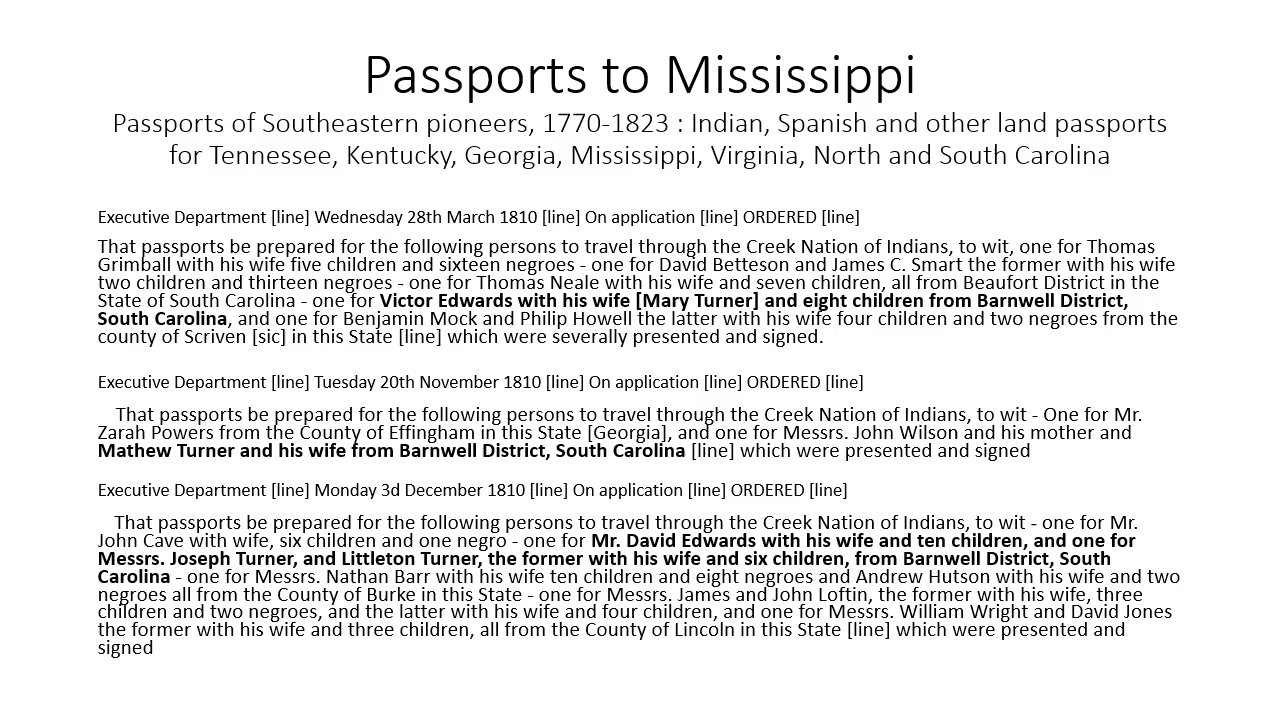 Passports to Mississippi
Passports of Southeastern pioneers, 1770-1823 : Indian, Spanish and other land passports
for Tennessee, Kentucky, Georgia, Mississippi, Virginia, North and South Carolina
Executive Department [line] Wednesday 28th March 1810 [line] On application [line] ORDERED [line]
That passports be prepared for the following persons to travel through the Creek Nation of Indians, to wit, one for Thomas
Grimball with his wife five children and sixteen negroes - one for David Betteson and James C. Smart the former with his wife
two children and thirteen negroes - one for Thomas Neale with his wife and seven children, all from Beaufort District in the
State of South Carolina - one for Victor Edwards with his wife [Mary Turner] and eight children from Barnwell District,
South Carolina, and one for Benjamin Mock and Philip Howell the latter with his wife four children and two negroes from the
county of Scriven [sic] in this State [line] which were severally presented and signed.
Executive Department [line] Tuesday 20th November 1810 [line] On application [line] ORDERED [line]
That passports be prepared for the following persons to travel through the Creek Nation of Indians, to wit - One for Mr.
Zarah Powers from the County of Effingham in this State [Georgia], and one for Messrs. John Wilson and his mother and
Mathew Turner and his wife from Barnwell District, South Carolina [line] which were presented and signed
Executive Department [line] Monday 3d December 1810 [line] On application [line] ORDERED [line]
That passports be prepared for the following persons to travel through the Creek Nation of Indians, to wit - one for Mr.
John Cave with wife, six children and one negro - one for Mr. David Edwards with his wife and ten children, and one for
Messrs. Joseph Turner, and Littleton Turner, the former with his wife and six children, from Barnwell District, South
Carolina - one for Messrs. Nathan Barr with his wife ten children and eight negroes and Andrew Hutson with his wife and two
negroes all from the County of Burke in this State - one for Messrs. James and John Loftin, the former with his wife, three
children and two negroes, and the latter with his wife and four children, and one for Messrs. William Wright and David Jones
the former with his wife and three children, all from the County of Lincoln in this State [line] which were presented and
signed